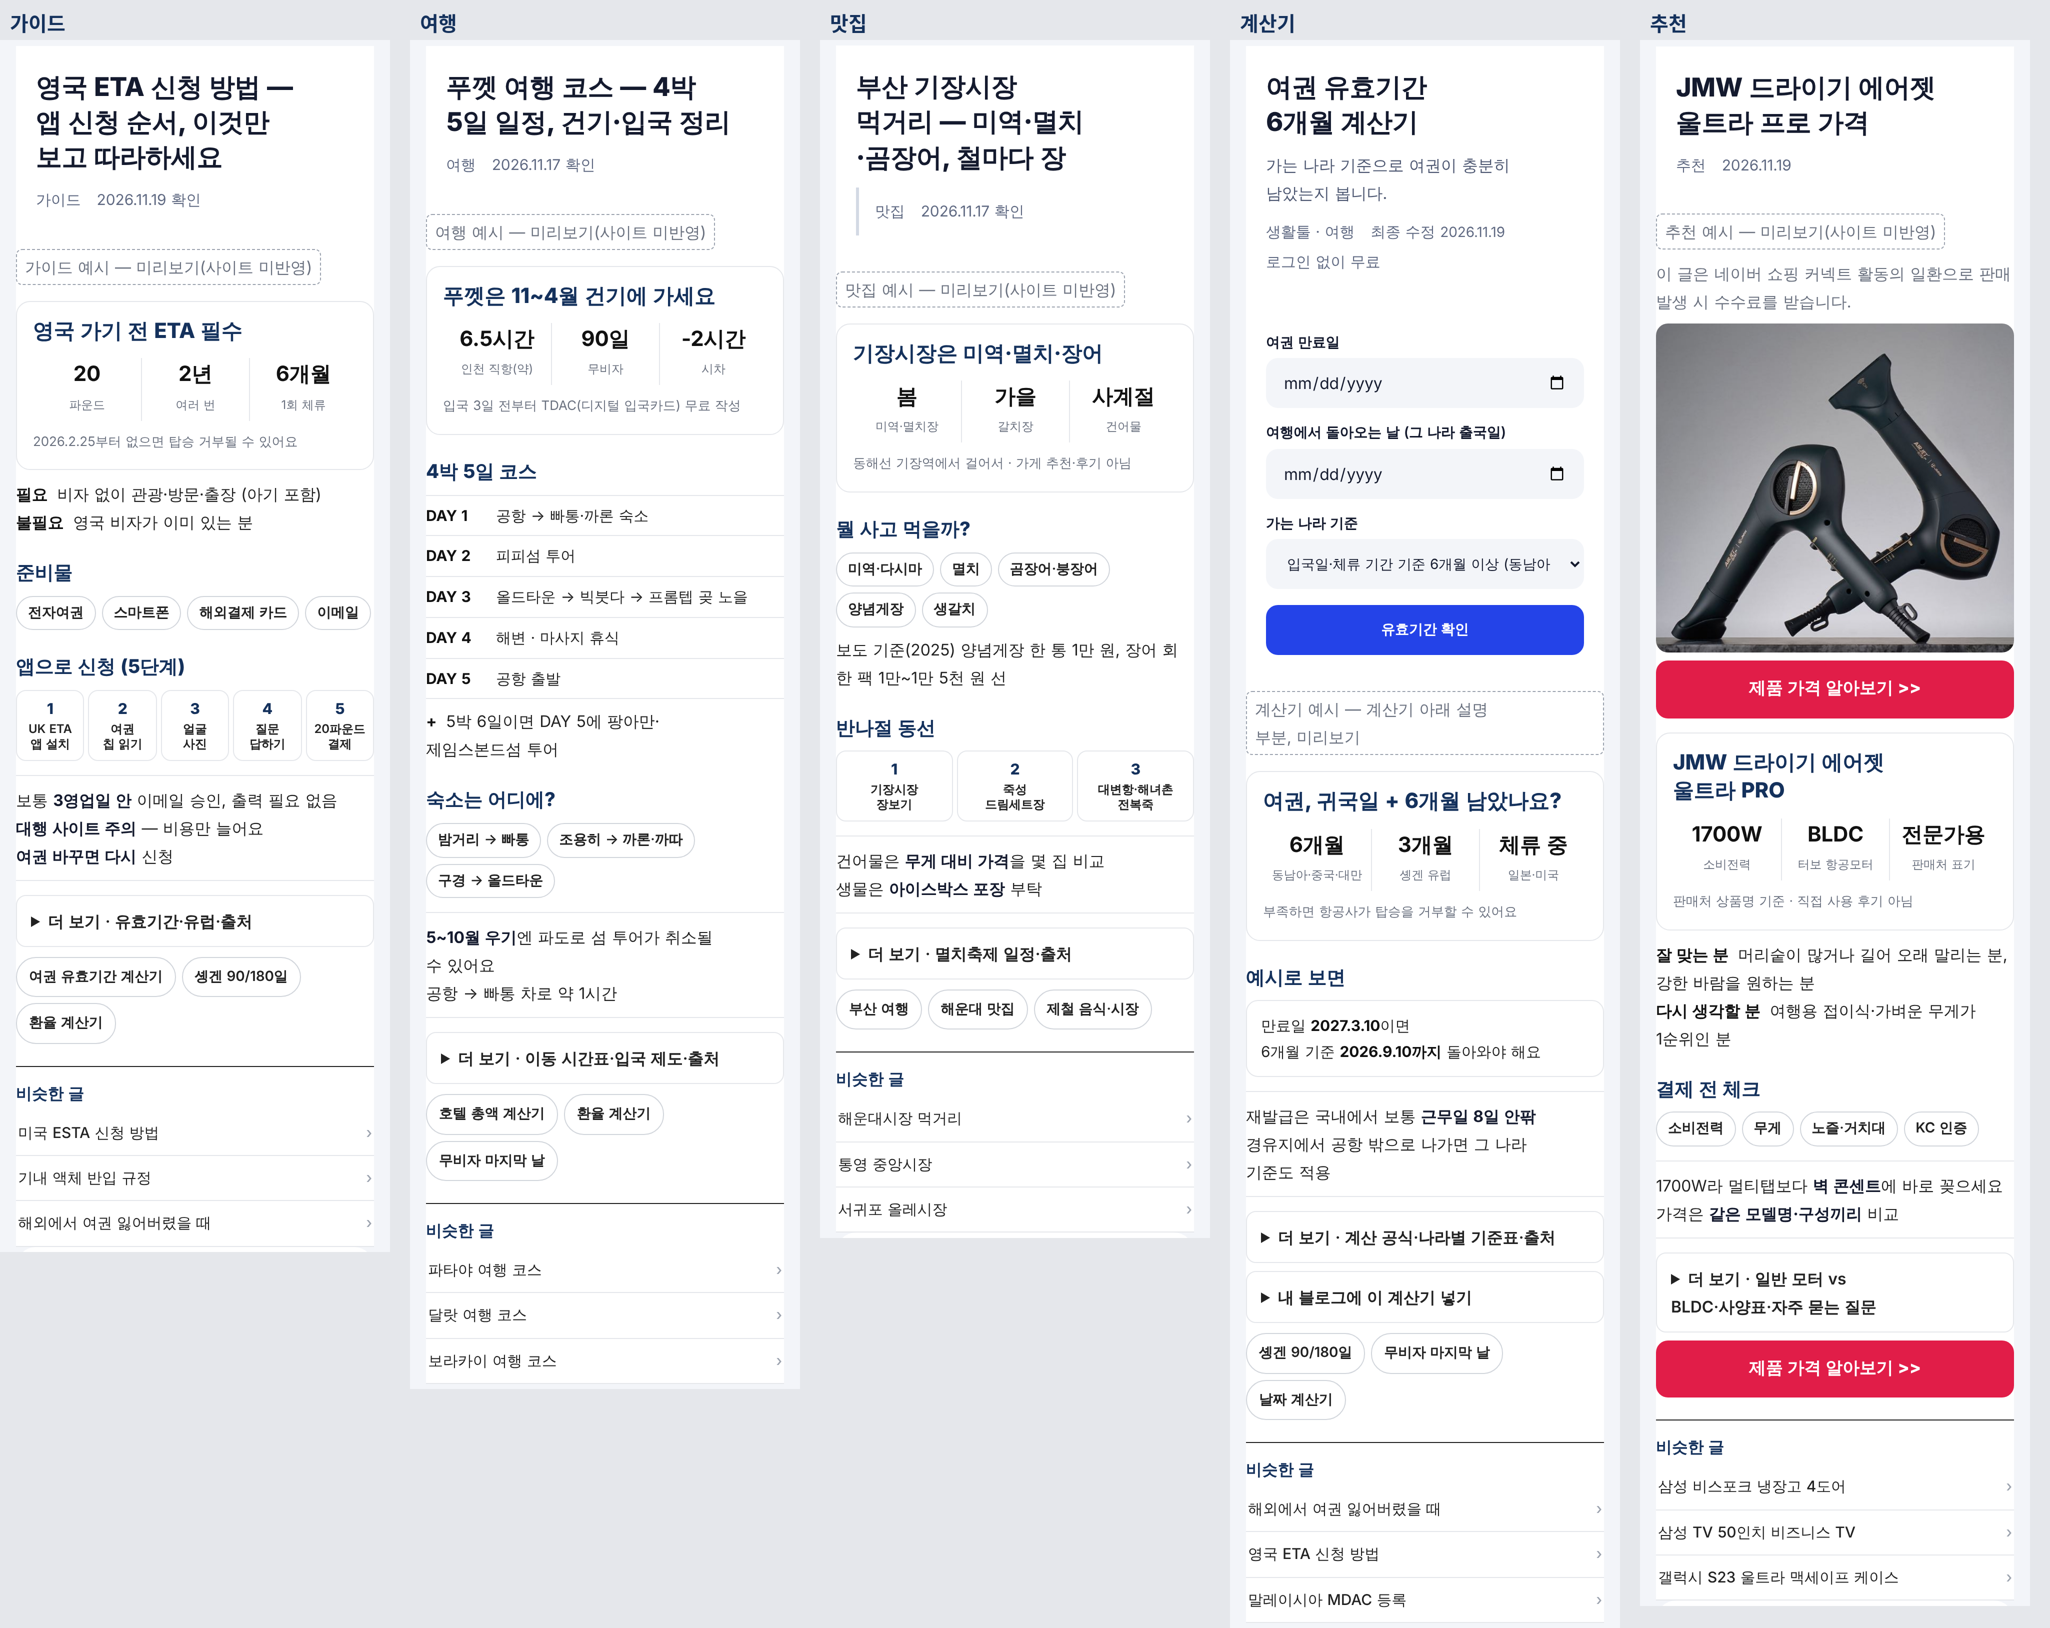 가이드
영국 ETA 신청 방법 —
앱 신청 순서, 이것만
보고 따라하세요
가이드 2026.11.19 확인
가이드 예시 — 미리보기(사이트 미반영)
영국 가기 전 ETA 필수
20 2년 6개월
파운드 여러 번 1회 체류
2026.2.25부터 없으면 탑승 거부될 수 있어요
필요 비자 없이 관광·방문·출장 (아기 포함)
불필요 영국 비자가 이미 있는 분
준비물
전자여권 스마트폰 해외결제 카드 이메일
앱으로 신청 (5단계)
1 2 3 4 5
UK ETA 여권 얼굴 질문 20파운드
앱 설치 칩 읽기 사진 답하기 결제
보통 3영업일 안 이메일 승인, 출력 필요 없음
대행 사이트 주의 — 비용만 늘어요
여권 바꾸면 다시 신청
▶ 더 보기 · 유효기간·유럽·출처
여권 유효기간 계산기 셍겐 90/180일
환율 계산기
비슷한 글
미국 ESTA 신청 방법 ›
기내 액체 반입 규정 ›
해외에서 여권 잃어버렸을 때 ›
여행
푸껫 여행 코스 — 4박
5일 일정, 건기·입국 정리
여행 2026.11.17 확인
여행 예시 — 미리보기(사이트 미반영)
푸껫은 11~4월 건기에 가세요
6.5시간 90일 -2시간
인천 직항(약) 무비자 시차
입국 3일 전부터 TDAC(디지털 입국카드) 무료 작성
4박 5일 코스
DAY 1 공항 → 빠통·까론 숙소
DAY 2 피피섬 투어
DAY 3 올드타운 → 빅붓다 → 프롬텝 곶 노을
DAY 4 해변 · 마사지 휴식
DAY 5 공항 출발
+ 5박 6일이면 DAY 5에 팡아만·
제임스본드섬 투어
숙소는 어디에?
밤거리 → 빠통 조용히 → 까론·까따
구경 → 올드타운
5~10월 우기엔 파도로 섬 투어가 취소될
수 있어요
공항 → 빠통 차로 약 1시간
▶ 더 보기 · 이동 시간표·입국 제도·출처
호텔 총액 계산기 환율 계산기
무비자 마지막 날
비슷한 글
파타야 여행 코스 ›
달랏 여행 코스 ›
보라카이 여행 코스 ›
맛집
부산 기장시장
먹거리 — 미역·멸치
·곰장어, 철마다 장
맛집 2026.11.17 확인
맛집 예시 — 미리보기(사이트 미반영)
기장시장은 미역·멸치·장어
봄 가을 사계절
미역·멸치장 갈치장 건어물
동해선 기장역에서 걸어서 · 가게 추천·후기 아님
뭘 사고 먹을까?
미역·다시마 멸치 곰장어·붕장어
양념게장 생갈치
보도 기준(2025) 양념게장 한 통 1만 원, 장어 회
한 팩 1만~1만 5천 원 선
반나절 동선
1 2 3
기장시장 죽성 대변항·해녀촌
장보기 드림세트장 전복죽
건어물은 무게 대비 가격을 몇 집 비교
생물은 아이스박스 포장 부탁
▶ 더 보기 · 멸치축제 일정·출처
부산 여행 해운대 맛집 제철 음식·시장
비슷한 글
해운대시장 먹거리 ›
통영 중앙시장 ›
서귀포 올레시장 ›
계산기
여권 유효기간
6개월 계산기
가는 나라 기준으로 여권이 충분히
남았는지 봅니다.
생활툴 · 여행 최종 수정 2026.11.19
로그인 없이 무료
여권 만료일
mm/dd/yyyy
여행에서 돌아오는 날 (그 나라 출국일)
mm/dd/yyyy
가는 나라 기준
입국일·체류 기간 기준 6개월 이상 (동남아
유효기간 확인
계산기 예시 — 계산기 아래 설명
부분, 미리보기
여권, 귀국일 + 6개월 남았나요?
6개월 3개월 체류 중
동남아·중국·대만 셍겐 유럽 일본·미국
부족하면 항공사가 탑승을 거부할 수 있어요
예시로 보면
만료일 2027.3.10이면
6개월 기준 2026.9.10까지 돌아와야 해요
재발급은 국내에서 보통 근무일 8일 안팎
경유지에서 공항 밖으로 나가면 그 나라
기준도 적용
▶ 더 보기 · 계산 공식·나라별 기준표·출처
▶ 내 블로그에 이 계산기 넣기
셍겐 90/180일 무비자 마지막 날
날짜 계산기
비슷한 글
해외에서 여권 잃어버렸을 때 ›
영국 ETA 신청 방법 ›
말레이시아 MDAC 등록 ›
추천
JMW 드라이기 에어젯
울트라 프로 가격
추천 2026.11.19
추천 예시 — 미리보기(사이트 미반영)
이 글은 네이버 쇼핑 커넥트 활동의 일환으로 판매
발생 시 수수료를 받습니다.
제품 가격 알아보기 >>
JMW 드라이기 에어젯
울트라 PRO
1700W BLDC 전문가용
소비전력 터보 항공모터 판매처 표기
판매처 상품명 기준 · 직접 사용 후기 아님
잘 맞는 분 머리숱이 많거나 길어 오래 말리는 분,
강한 바람을 원하는 분
다시 생각할 분 여행용 접이식·가벼운 무게가
1순위인 분
결제 전 체크
소비전력 무게 노즐·거치대 KC 인증
1700W라 멀티탭보다 벽 콘센트에 바로 꽂으세요
가격은 같은 모델명·구성끼리 비교
▶ 더 보기 · 일반 모터 vs
BLDC·사양표·자주 묻는 질문
제품 가격 알아보기 >>
비슷한 글
삼성 비스포크 냉장고 4도어 ›
삼성 TV 50인치 비즈니스 TV ›
갤럭시 S23 울트라 맥세이프 케이스 ›